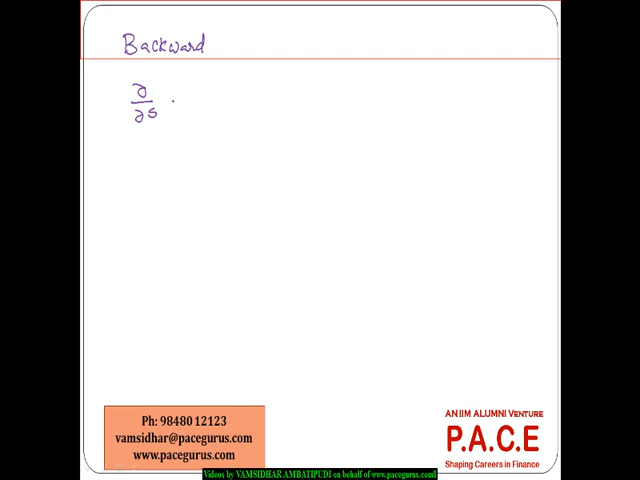 Backward
∂
∂s
Ph: 98480 12123
vamsidhar@pacegurus.com
www.pacegurus.com
AN IIM ALUMNI VENTURE
P.A.C.E
Shaping Careers in Finance
Videos by VAMSIDHAR AMBATIPUDI on behalf of www.pacegurus.com